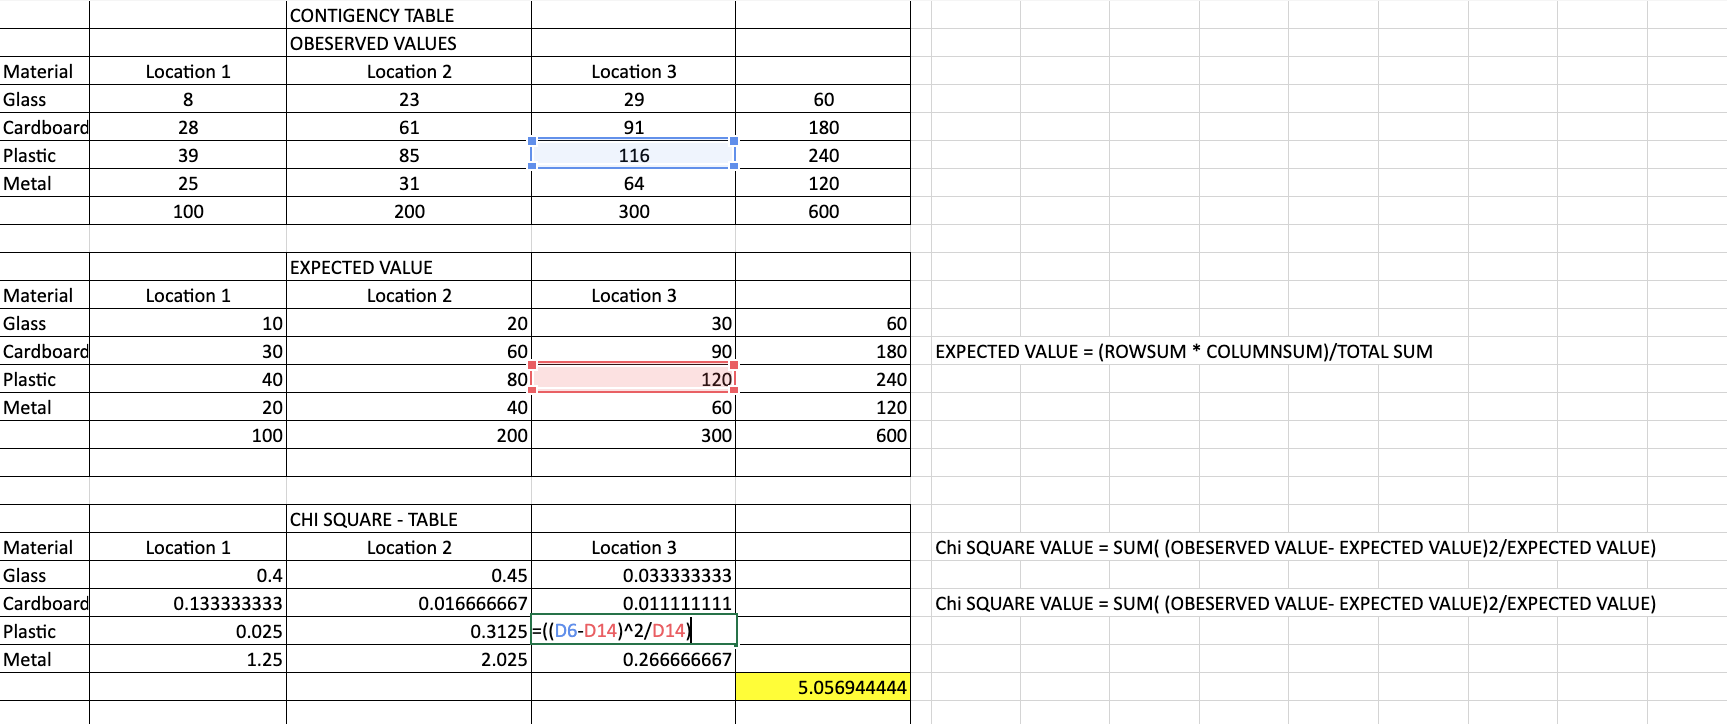 CONTIGENCY TABLE
OBESERVED VALUES
Material Location 1 Location 2 Location 3
Glass 8 23 29 60
Cardboard 28 61 91 180
Plastic 39 85 116 240
Metal 25 31 64 120
100 200 300 600
EXPECTED VALUE
Material Location 1 Location 2 Location 3
Glass 10 20 30 60
Cardboard 30 60 90 180 EXPECTED VALUE = (ROWSUM * COLUMNSUM)/TOTAL SUM
Plastic 40 80 120 240
Metal 20 40 60 120
100 200 300 600
CHI SQUARE - TABLE
Material Location 1 Location 2 Location 3 Chi SQUARE VALUE = SUM( (OBESERVED VALUE- EXPECTED VALUE)2/EXPECTED VALUE)
Glass 0.4 0.45 0.033333333
Cardboard 0.133333333 0.016666667 0.011111111 Chi SQUARE VALUE = SUM( (OBESERVED VALUE- EXPECTED VALUE)2/EXPECTED VALUE)
Plastic 0.025 0.3125 =((D6-D14)^2/D14)
Metal 1.25 2.025 0.266666667
5.056944444